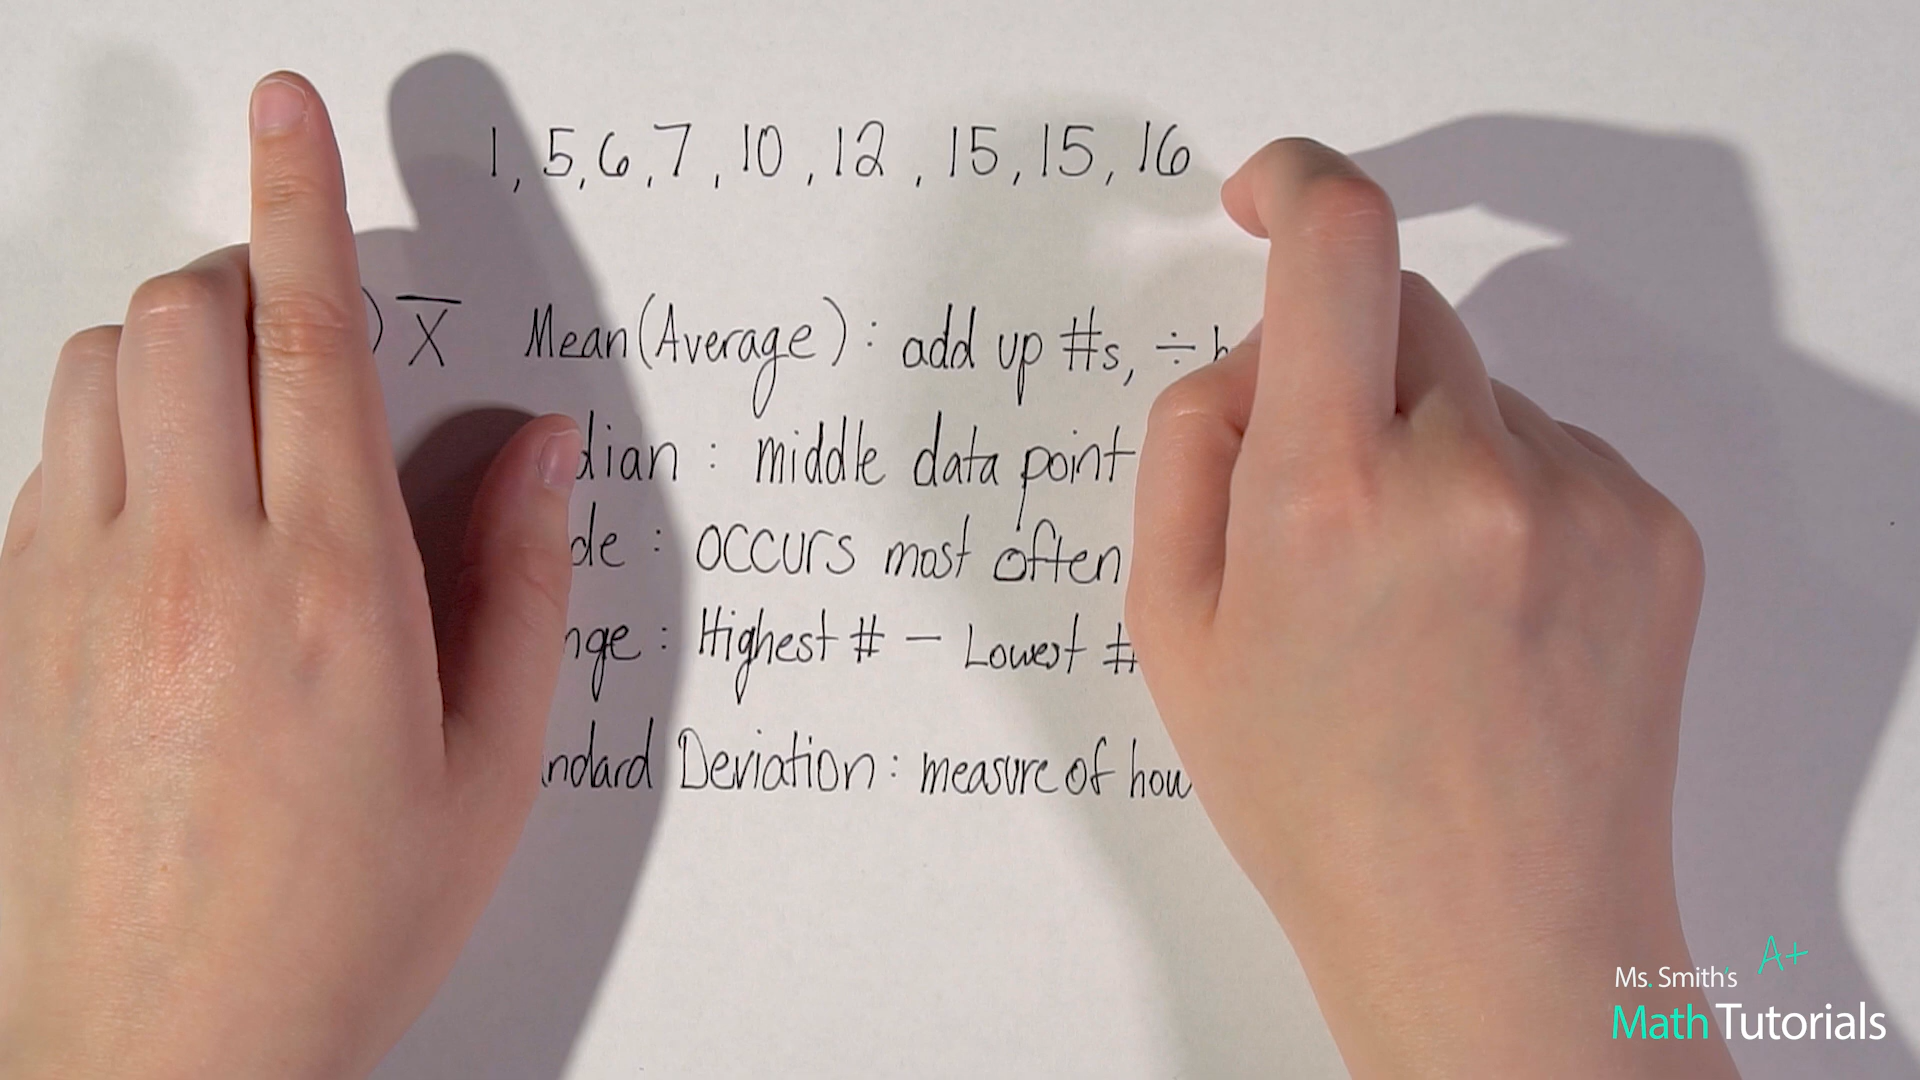 1, 5, 6, 7, 10, 12, 15, 15, 16
) X̅ Mean (Average) : add up #s, ÷
dian : middle data point
de : occurs most often
nge : Highest # - Lowest #
ndard Deviation : measure of how
A+
Ms. Smith's
Math Tutorials